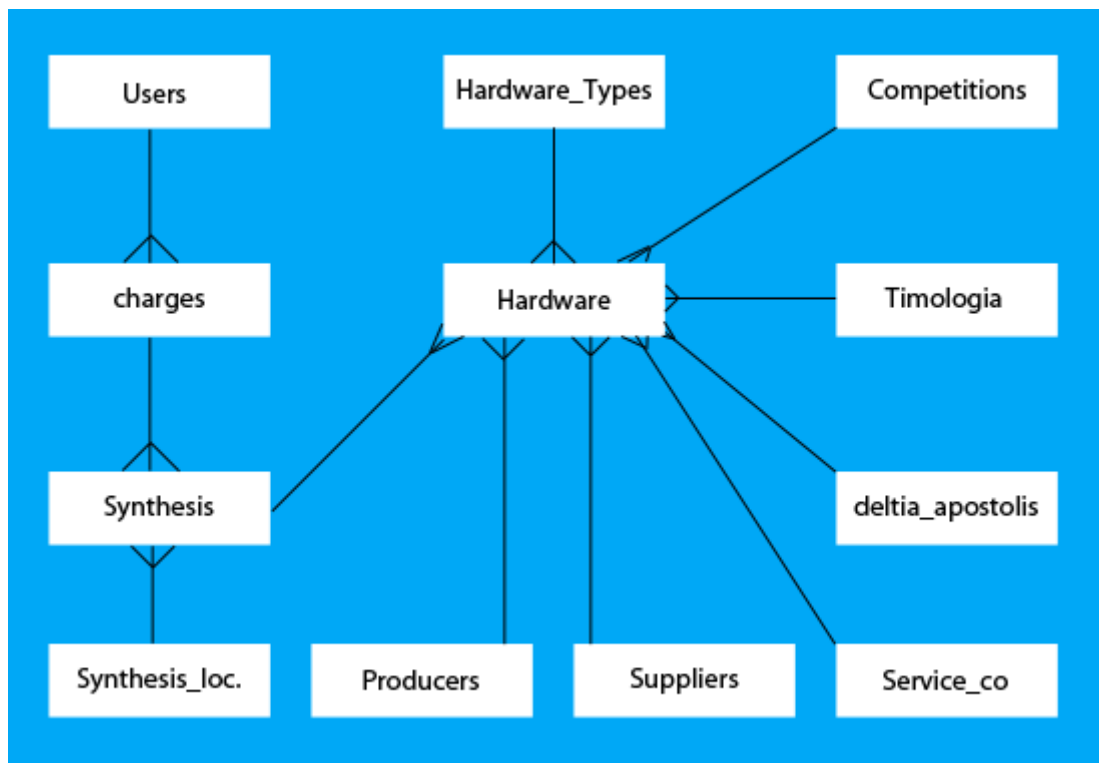 Users
Hardware_Types
Competitions
charges
Hardware
Timologia
Synthesis
deltia_apostolis
Synthesis_loc.
Producers
Suppliers
Service_co